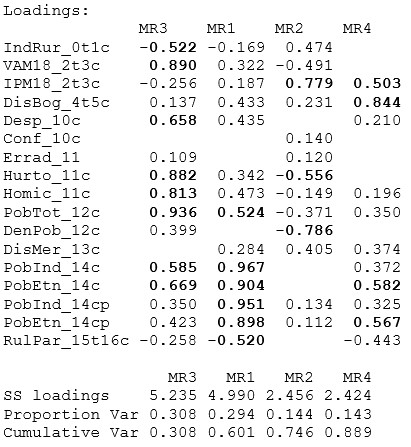 Loadings:
                MR3    MR1    MR2    MR4
IndRur_0t1c   -0.522 -0.169  0.474
VAM18_2t3c     0.890  0.322 -0.491
IPM18_2t3c    -0.256  0.187  0.779  0.503
DisBog_4t5c    0.137  0.433  0.231  0.844
Desp_10c       0.658  0.435         0.210
Conf_10c                     0.140
Errad_11       0.109         0.120
Hurto_11c      0.882  0.342 -0.556
Homic_11c      0.813  0.473 -0.149  0.196
PobTot_12c     0.936  0.524 -0.371  0.350
DenPob_12c     0.399        -0.786
DisMer_13c            0.284  0.405  0.374
PobInd_14c     0.585  0.967         0.372
PobEtn_14c     0.669  0.904         0.582
PobInd_14cp    0.350  0.951  0.134  0.325
PobEtn_14cp    0.423  0.898  0.112  0.567
RulPar_15t16c -0.258 -0.520        -0.443
                 MR3   MR1   MR2   MR4
SS loadings    5.235 4.990 2.456 2.424
Proportion Var 0.308 0.294 0.144 0.143
Cumulative Var 0.308 0.601 0.746 0.889